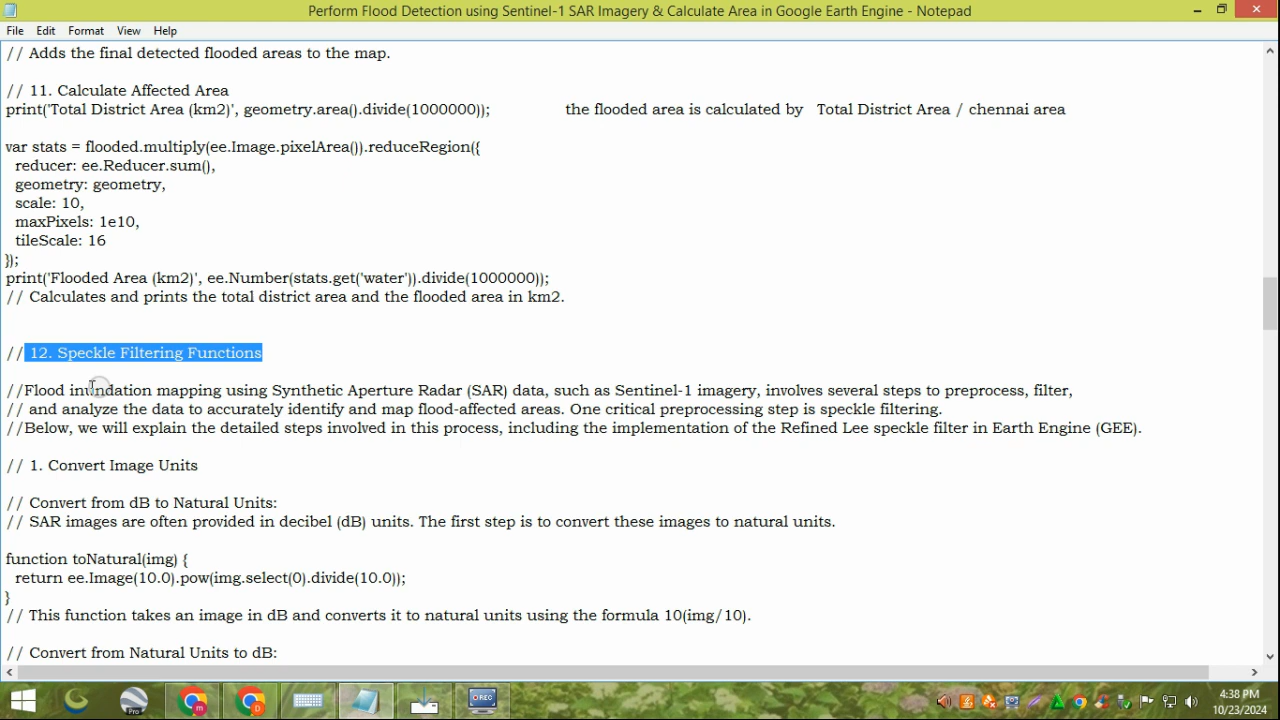 Perform Flood Detection using Sentinel-1 SAR Imagery & Calculate Area in Google Earth Engine - Notepad
File Edit Format View Help
// Adds the final detected flooded areas to the map.
// 11. Calculate Affected Area
print('Total District Area (km2)', geometry.area().divide(1000000)); the flooded area is calculated by Total District Area / chennai area
var stats = flooded.multiply(ee.Image.pixelArea()).reduceRegion({
reducer: ee.Reducer.sum(),
geometry: geometry,
scale: 10,
maxPixels: 1e10,
tileScale: 16
});
print('Flooded Area (km2)', ee.Number(stats.get('water')).divide(1000000));
// Calculates and prints the total district area and the flooded area in km2.
// 12. Speckle Filtering Functions
//Flood inundation mapping using Synthetic Aperture Radar (SAR) data, such as Sentinel-1 imagery, involves several steps to preprocess, filter,
// and analyze the data to accurately identify and map flood-affected areas. One critical preprocessing step is speckle filtering.
//Below, we will explain the detailed steps involved in this process, including the implementation of the Refined Lee speckle filter in Earth Engine (GEE).
// 1. Convert Image Units
// Convert from dB to Natural Units:
// SAR images are often provided in decibel (dB) units. The first step is to convert these images to natural units.
function toNatural(img) {
return ee.Image(10.0).pow(img.select(0).divide(10.0));
}
// This function takes an image in dB and converts it to natural units using the formula 10(img/10).
// Convert from Natural Units to dB:
Pro
m
D
REC
4:38 PM
10/23/2024